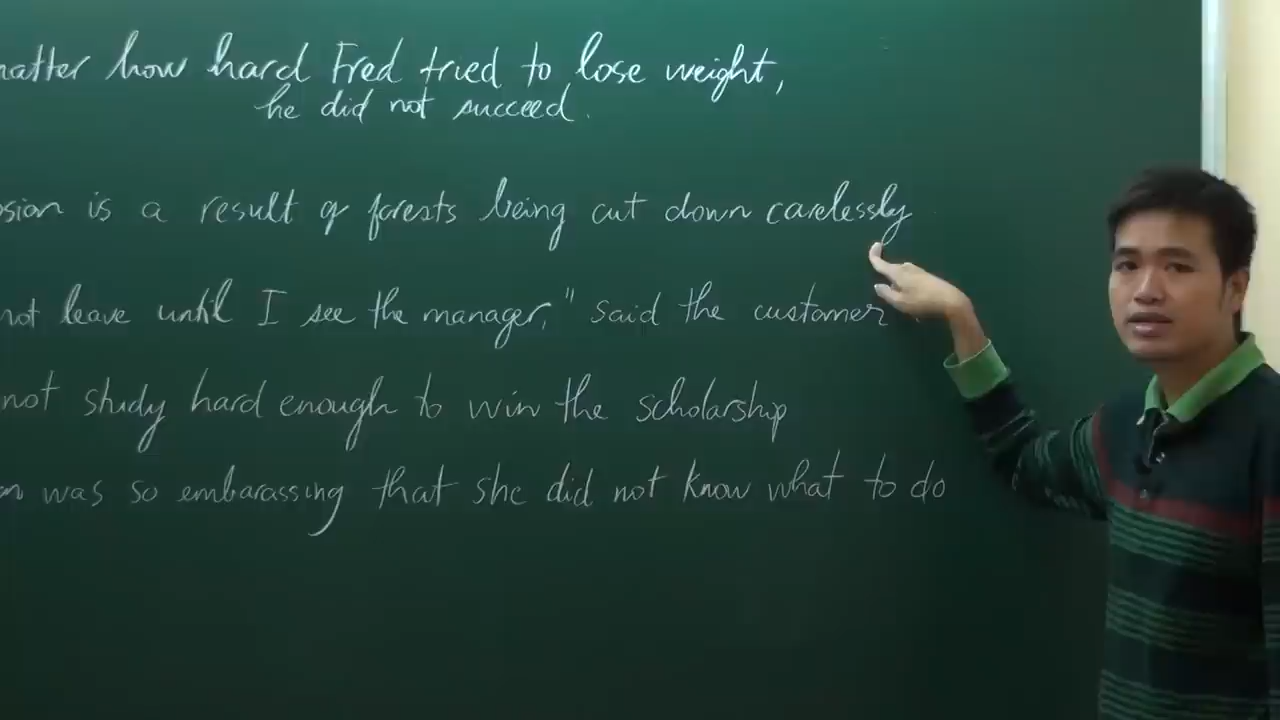 matter how hard Fred tried to lose weight,
he did not succeed.
osion is a result of forests being cut down carelessly
not leave until I see the manager," said the customer.
not study hard enough to win the scholarship
was so embarassing that she did not know what to do